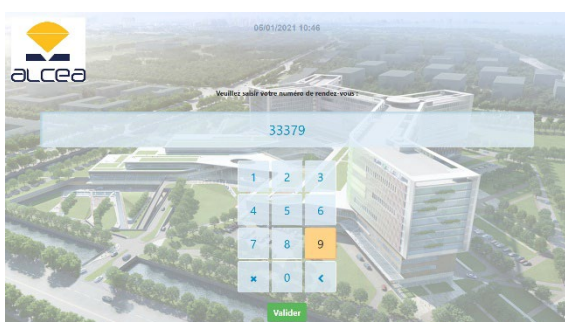 06/01/2021 10:46
alcea
Veuillez saisir votre numéro de rendez-vous :
33379
1 2 3
4 5 6
7 8 9
× 0 <
Valider